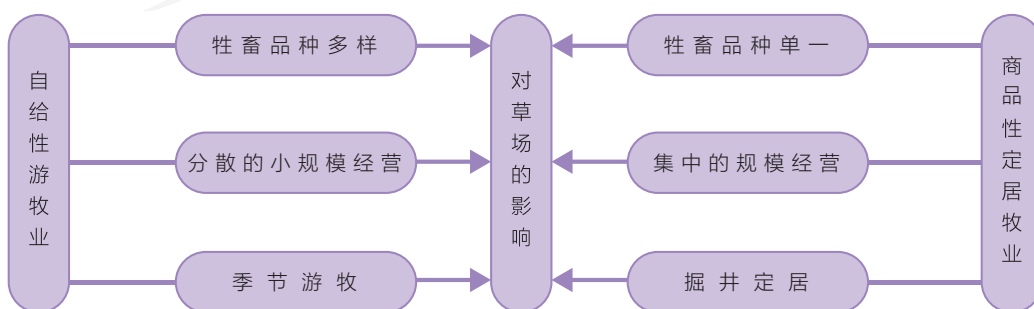 自给性游牧业
牲畜品种多样
分散的小规模经营
季节游牧
对草场的影响
牲畜品种单一
集中的规模经营
掘井定居
商品性定居牧业